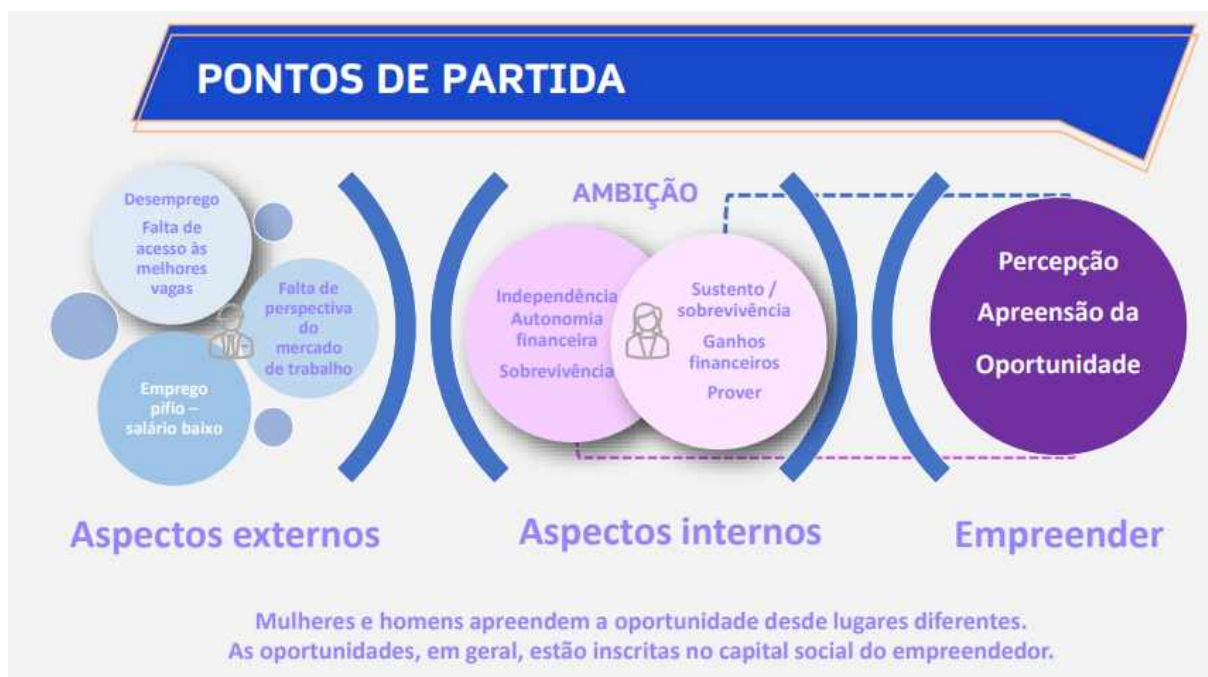 PONTOS DE PARTIDA
Desemprego
Falta de
acesso às
melhores
vagas
Falta de
perspectiva
do
mercado
de trabalho
Emprego
pífio –
salário baixo
AMBIÇÃO
Independência
Autonomia
financeira
Sobrevivência
Sustento /
sobrevivência
Ganhos
financeiros
Prover
Percepção
Apreensão da
Oportunidade
Aspectos externos
Aspectos internos
Empreender
Mulheres e homens apreendem a oportunidade desde lugares diferentes.
As oportunidades, em geral, estão inscritas no capital social do empreendedor.